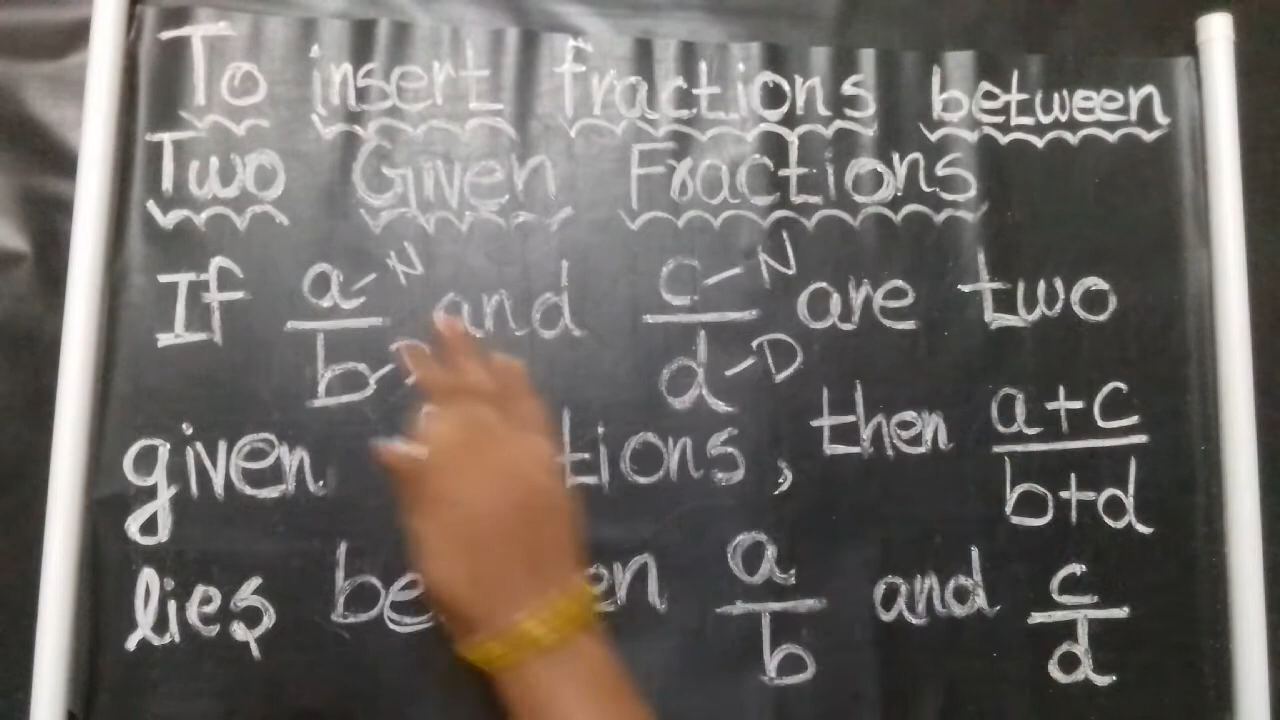 To insert fractions between
Two Given Fractions
If a/b and c/d are two
N N
D D
given tions, then a+c/b+d
lies be en a/b and c/d